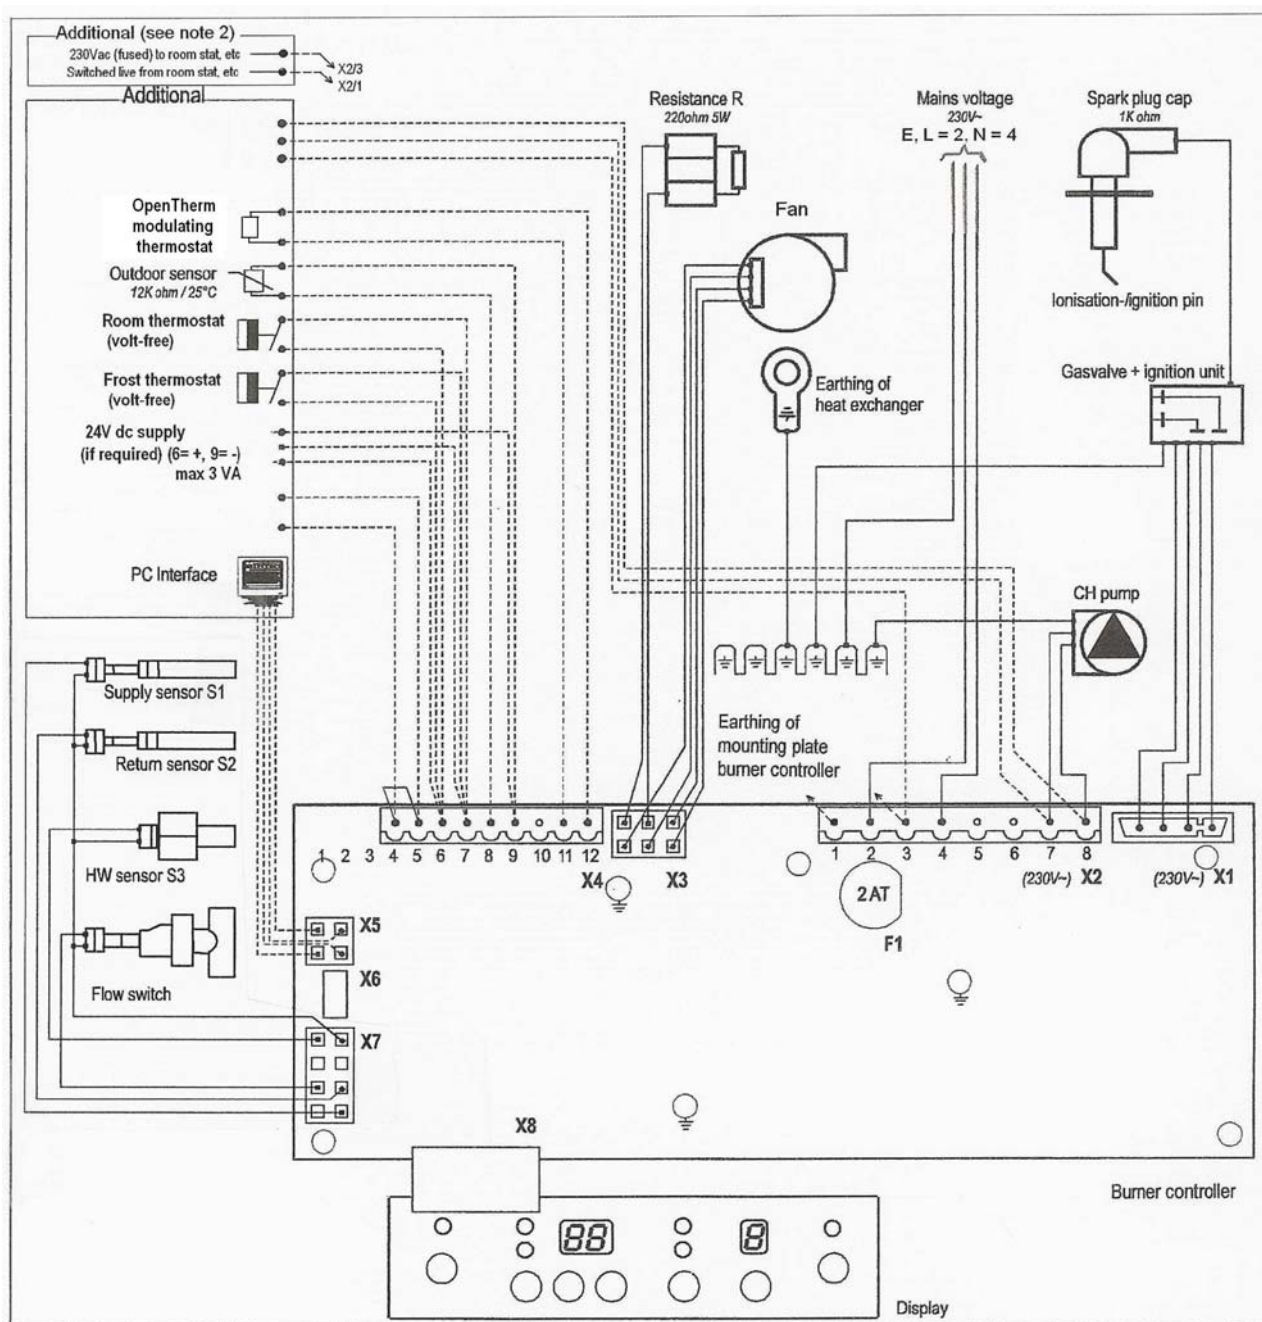 Additional (see note 2)
230Vac (fused) to room stat, etc
Switched live from room stat, etc
X2/3
X2/1
Additional
OpenTherm
modulating
thermostat
Outdoor sensor
12K ohm / 25°C
Room thermostat
(volt-free)
Frost thermostat
(volt-free)
24V dc supply
(if required) (6= +, 9= -)
max 3 VA
PC Interface
Resistance R
220ohm 5W
Mains voltage
230V~
E, L = 2, N = 4
Spark plug cap
1K ohm
Fan
Ionisation-/ignition pin
Earthing of
heat exchanger
Gasvalve + ignition unit
CH pump
Earthing of
mounting plate
burner controller
Supply sensor S1
Return sensor S2
HW sensor S3
Flow switch
1 2 3 4 5 6 7 8 9 10 11 12
X4 X3
1 2 3 4 5 6 7 8
(230V~) X2
(230V~) X1
2AT
F1
X5
X6
X7
X8
Burner controller
88
8
Display